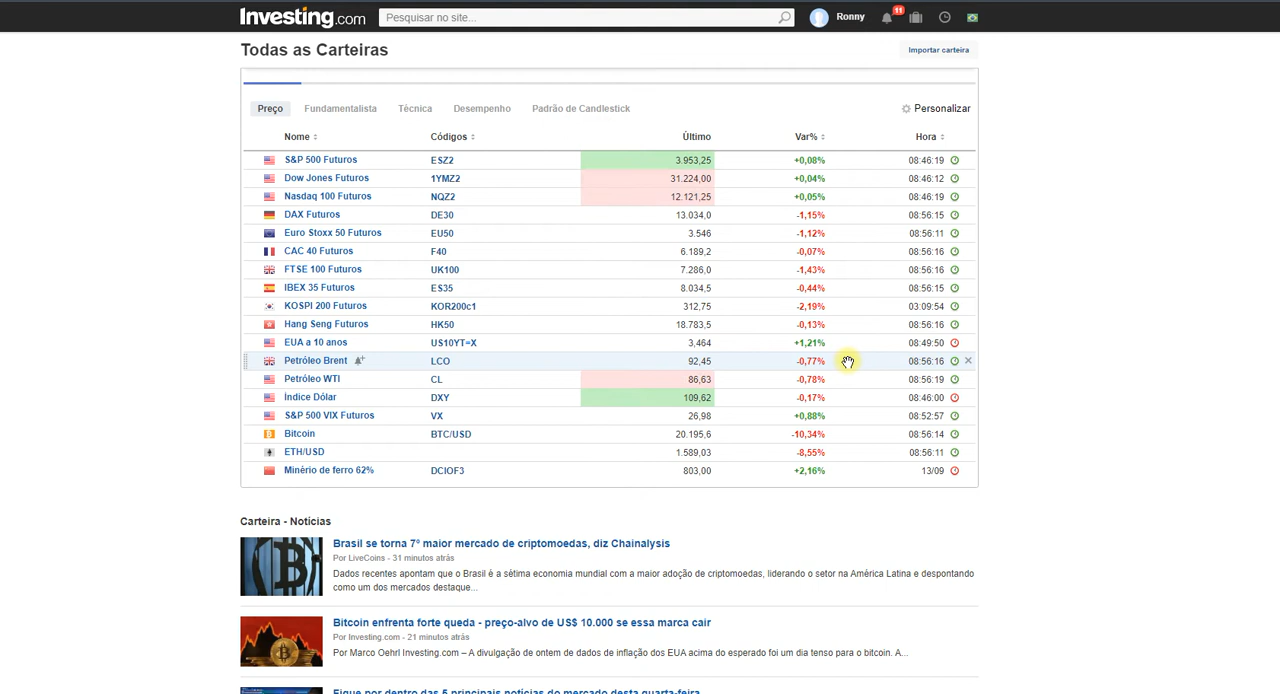 Investing.com Pesquisar no site... Ronny 11
Todas as Carteiras Importar carteira
Preço Fundamentalista Técnica Desempenho Padrão de Candlestick Personalizar
Nome Códigos Último Var% Hora
S&P 500 Futuros ESZ2 3.953,25 +0,08% 08:46:19
Dow Jones Futuros 1YMZ2 31.224,00 +0,04% 08:46:12
Nasdaq 100 Futuros NQZ2 12.121,25 +0,05% 08:46:19
DAX Futuros DE30 13.034,0 -1,15% 08:56:15
Euro Stoxx 50 Futuros EU50 3.546 -1,12% 08:56:11
CAC 40 Futuros F40 6.189,2 -0,07% 08:56:16
FTSE 100 Futuros UK100 7.286,0 -1,43% 08:56:16
IBEX 35 Futuros ES35 8.034,5 -0,44% 08:56:15
KOSPI 200 Futuros KOR200c1 312,75 -2,19% 03:09:54
Hang Seng Futuros HK50 18.783,5 -0,13% 08:56:16
EUA a 10 anos US10YT=X 3,464 +1,21% 08:49:50
Petróleo Brent LCO 92,45 -0,77% 08:56:16
Petróleo WTI CL 86,63 -0,78% 08:56:19
Índice Dólar DXY 109,62 -0,17% 08:46:00
S&P 500 VIX Futuros VX 26,98 +0,88% 08:52:57
Bitcoin BTC/USD 20.195,6 -10,34% 08:56:14
ETH/USD 1.589,03 -8,55% 08:56:11
Minério de ferro 62% DCIOF3 803,00 +2,16% 13/09
Carteira - Notícias
Brasil se torna 7º maior mercado de criptomoedas, diz Chainalysis
Por LiveCoins - 31 minutos atrás
Dados recentes apontam que o Brasil é a sétima economia mundial com a maior adoção de criptomoedas, liderando o setor na América Latina e despontando
como um dos mercados destaque...
Bitcoin enfrenta forte queda - preço-alvo de US$ 10.000 se essa marca cair
Por Investing.com - 21 minutos atrás
Por Marco Oehrl Investing.com – A divulgação de ontem de dados de inflação dos EUA acima do esperado foi um dia tenso para o bitcoin. A...
Fique por dentro das 5 principais notícias do mercado desta quarta-feira